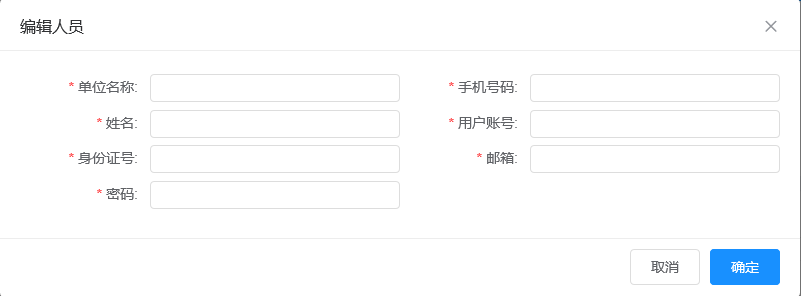 编辑人员
* 单位名称:
* 手机号码:
* 姓名:
* 用户账号:
* 身份证号:
* 邮箱:
* 密码:
取消
确定